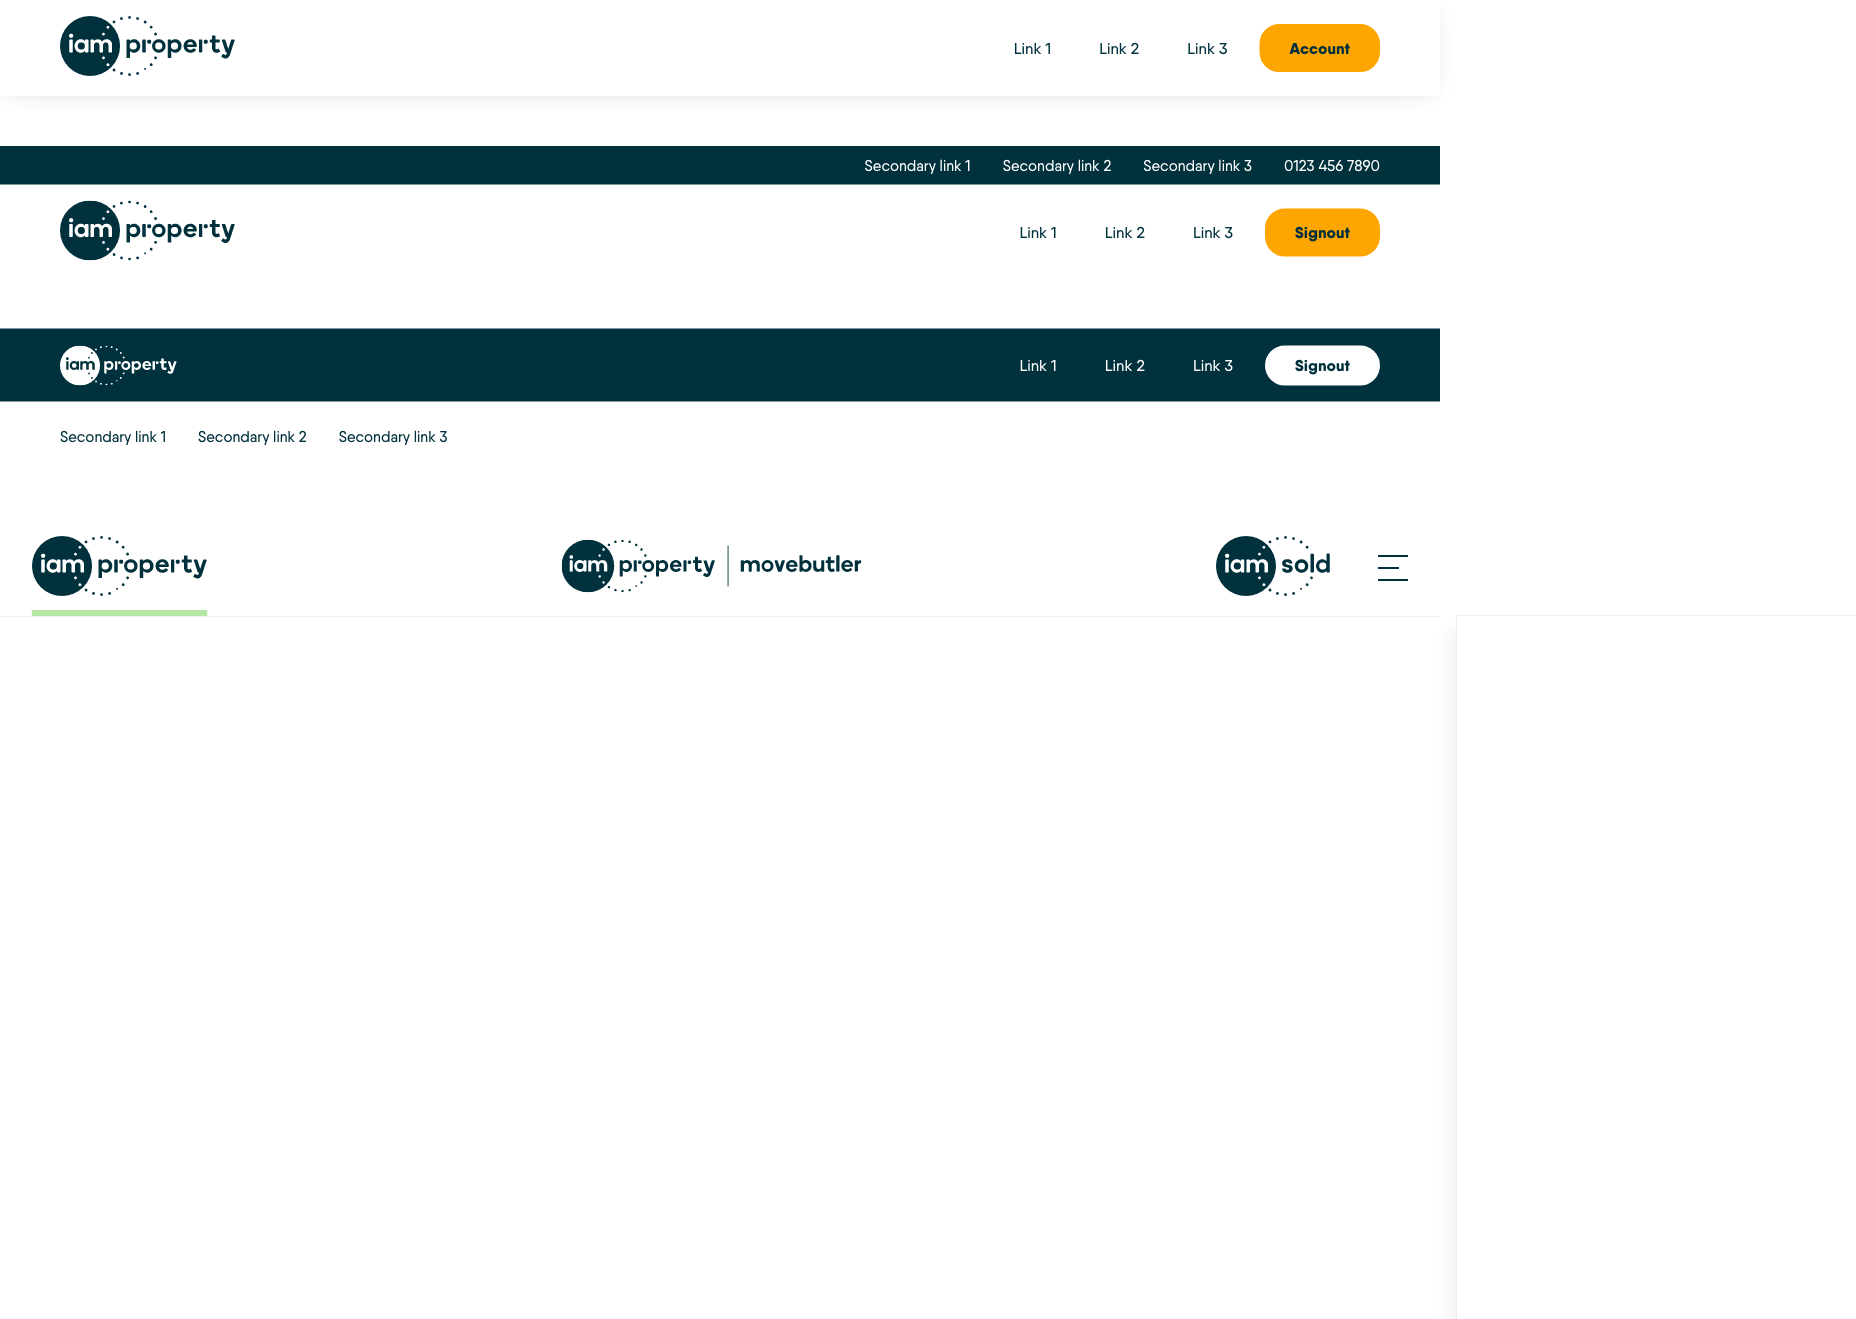 iam property Link 1 Link 2 Link 3 Account
Secondary link 1 Secondary link 2 Secondary link 3 0123 456 7890
iam property Link 1 Link 2 Link 3 Signout
iam property Link 1 Link 2 Link 3 Signout
Secondary link 1 Secondary link 2 Secondary link 3
iam property iam property movebutler iam sold